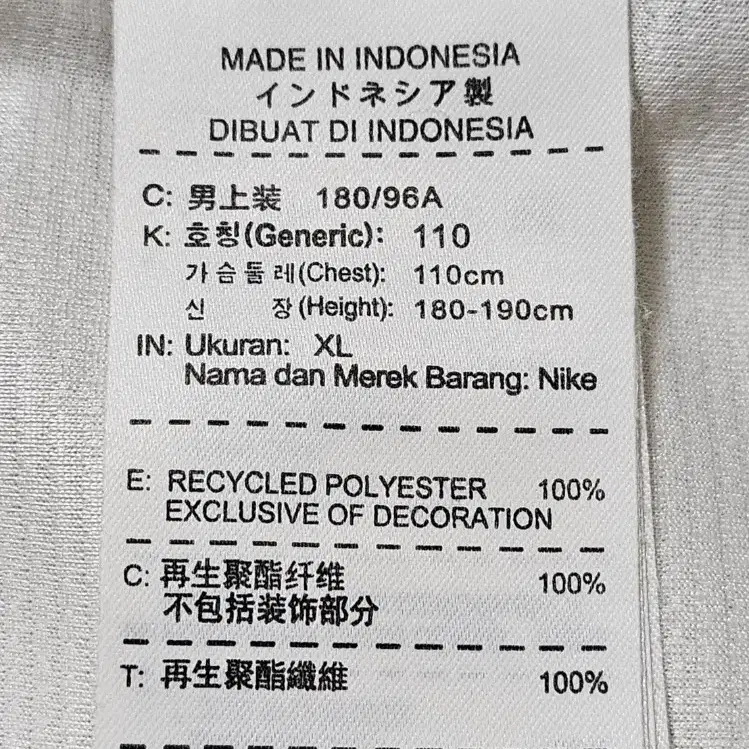 MADE IN INDONESIA
インドネシア製
DIBUAT DI INDONESIA
C: 男上装 180/96A
K: 호칭(Generic): 110
가슴둘레(Chest): 110cm
신 장(Height): 180-190cm
IN: Ukuran: XL
Nama dan Merek Barang: Nike
E: RECYCLED POLYESTER 100%
EXCLUSIVE OF DECORATION
C: 再生聚酯纤维 100%
不包括装饰部分
T: 再生聚酯纖維 100%